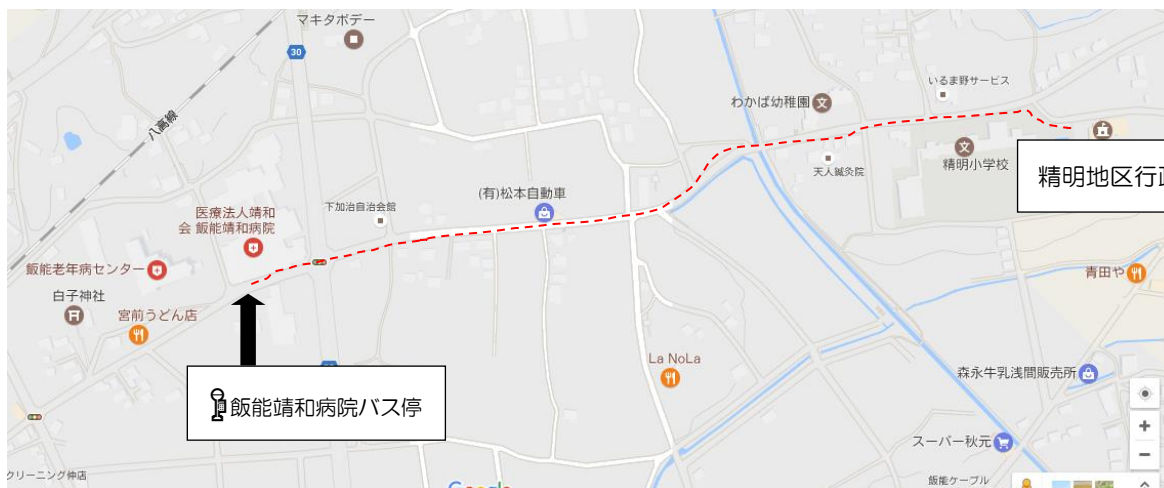 マキタボデー
30
八高線
いるま野サービス
わかば幼稚園
文
天人鍼灸院
文
精明小学校
精明地区行
(有)松本自動車
下加治自治会館
医療法人靖和
会 飯能靖和病院
飯能老年病センター
白子神社
宮前うどん店
青田や
La NoLa
森永牛乳浅間販売所
飯能靖和病院バス停
スーパー秋元
クリーニング仲店
飯能ケーブル